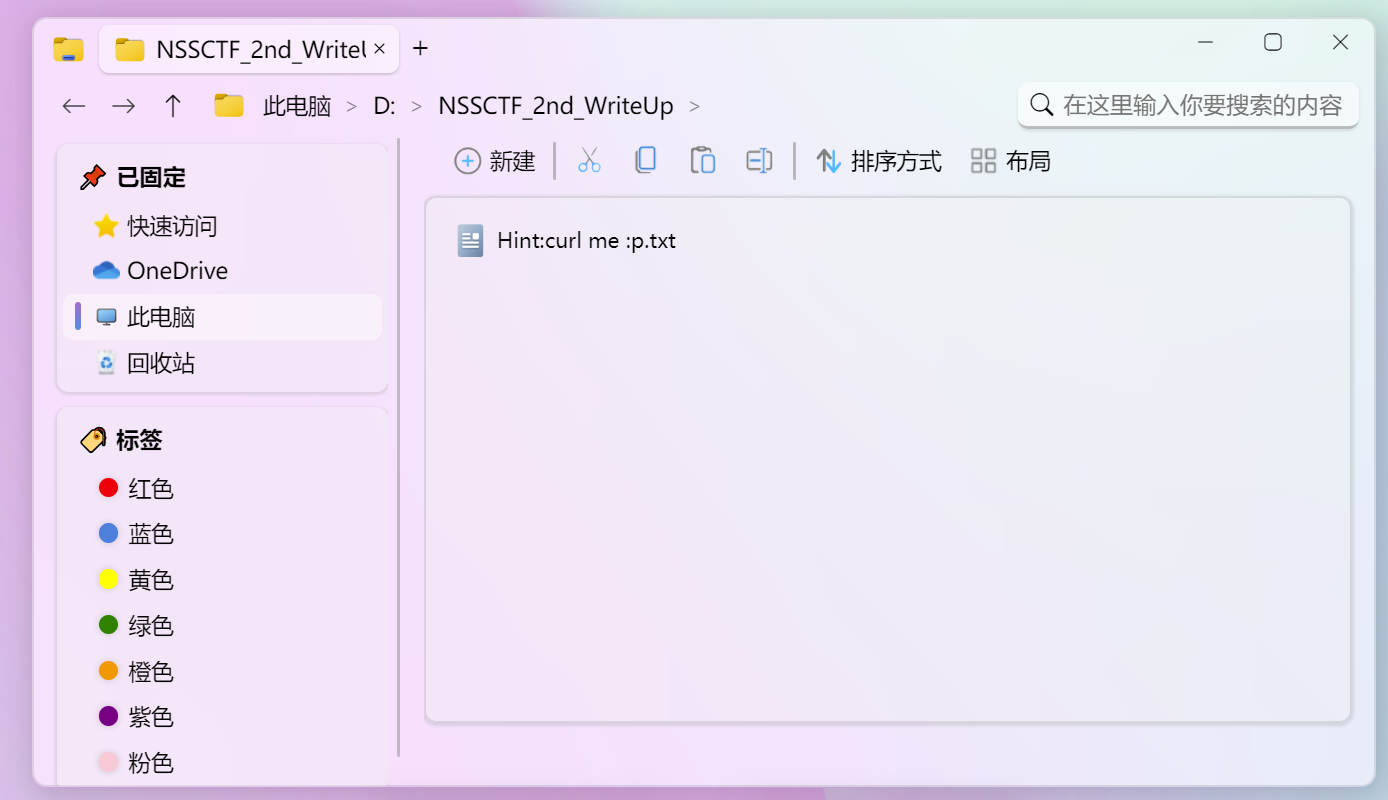 NSSCTF_2nd_WriteU
此电脑 > D: > NSSCTF_2nd_WriteUp >
在这里输入你要搜索的内容
新建
排序方式
布局
已固定
快速访问
OneDrive
此电脑
回收站
标签
红色
蓝色
黄色
绿色
橙色
紫色
粉色
Hint:curl me :p.txt